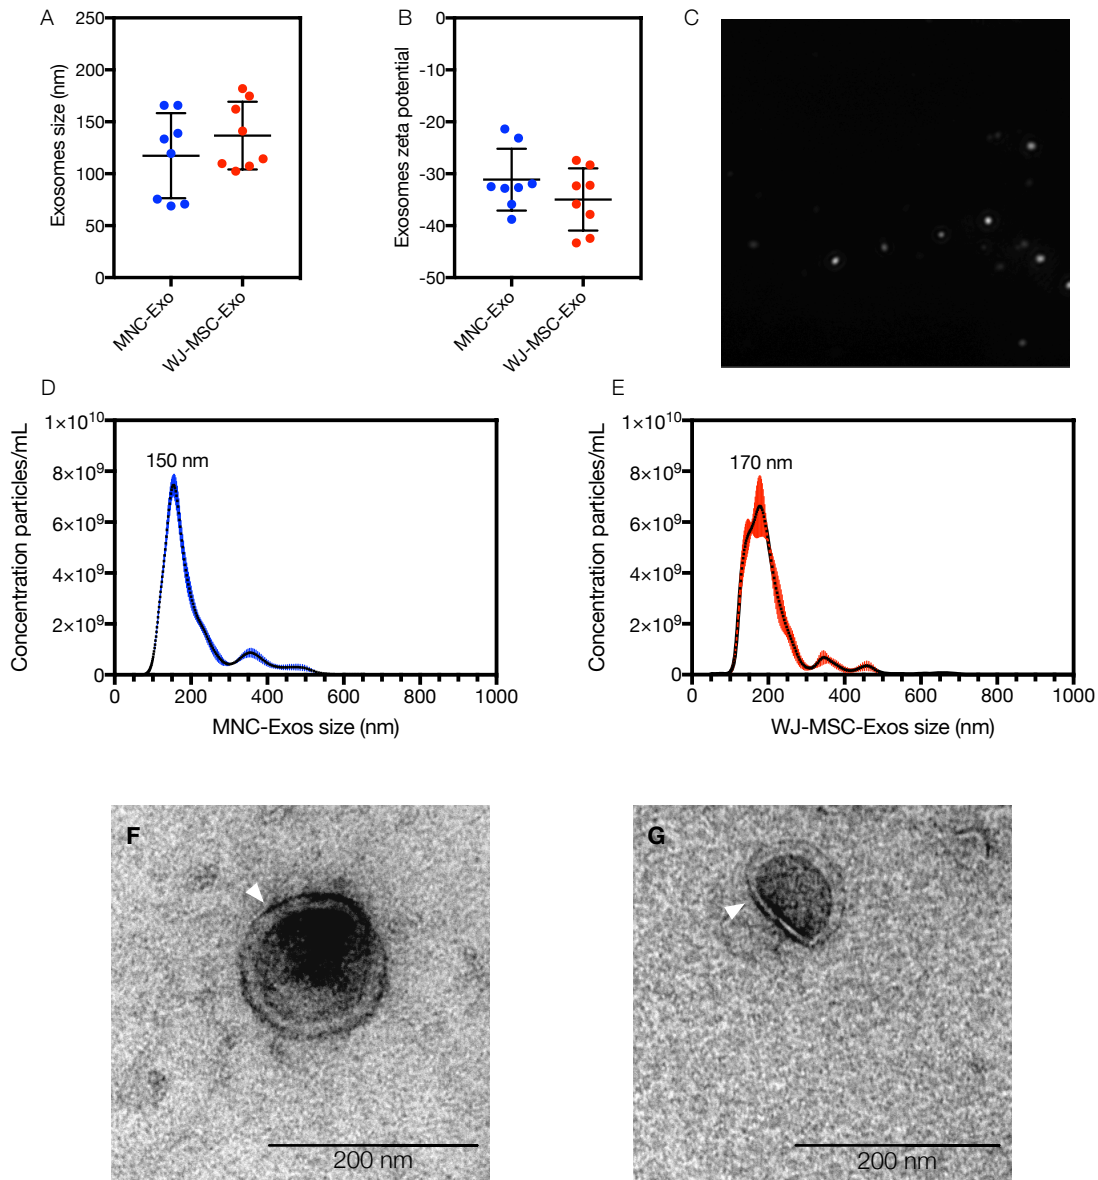 A
250
200
150
100
50
0
Exosomes size (nm)
MNC-Exo
WJ-MSC-Exo
B
0
-10
-20
-30
-40
-50
Exosomes zeta potential
MNC-Exo
WJ-MSC-Exo
C
D
1×10¹⁰
8×10⁹
6×10⁹
4×10⁹
2×10⁹
0
Concentration particles/mL
150 nm
0 200 400 600 800 1000
MNC-Exos size (nm)
E
1×10¹⁰
8×10⁹
6×10⁹
4×10⁹
2×10⁹
0
Concentration particles/mL
170 nm
0 200 400 600 800 1000
WJ-MSC-Exos size (nm)
F
200 nm
G
200 nm